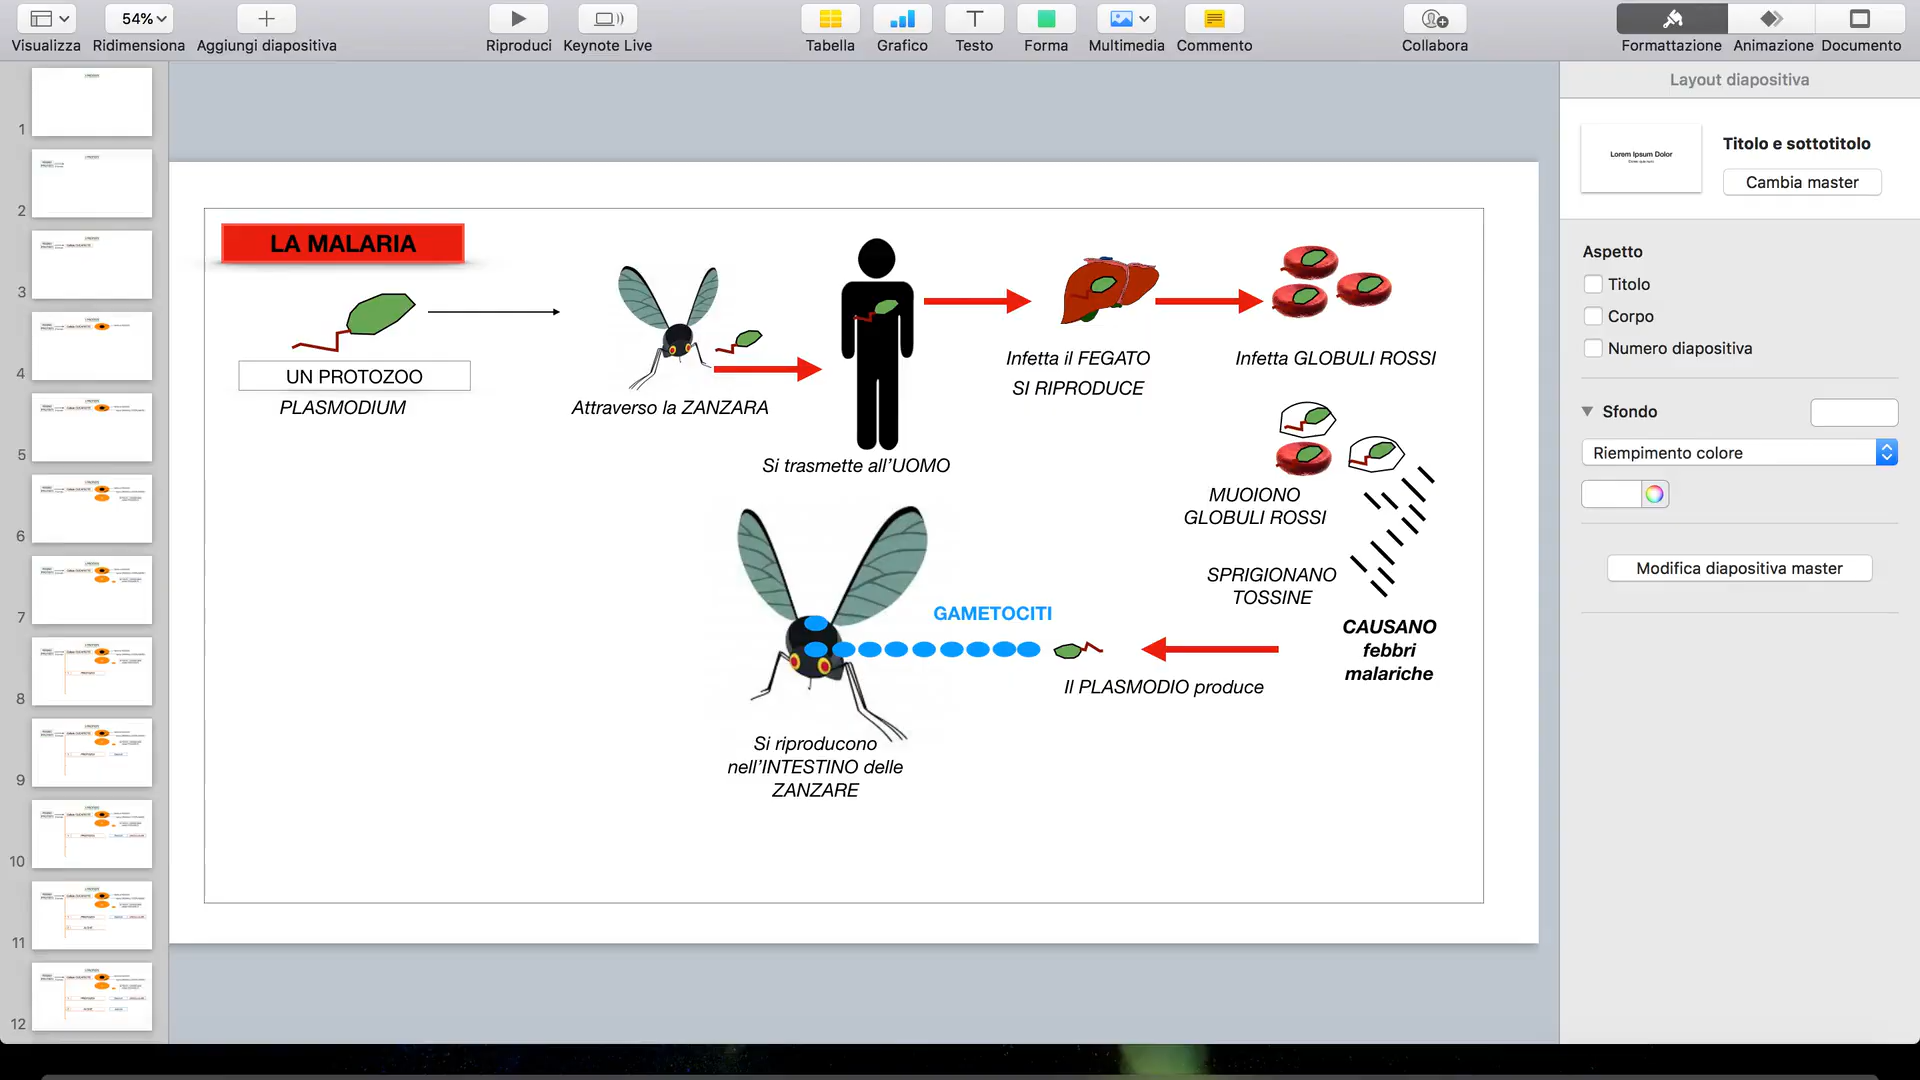 54%
Visualizza
Ridimensiona
Aggiungi diapositiva
Riproduci
Keynote Live
Tabella
Grafico
Testo
Forma
Multimedia
Commento
Collabora
Formattazione
Animazione
Documento
1
2
3
4
5
6
7
8
9
10
11
12
LA MALARIA
UN PROTOZOO
PLASMODIUM
Attraverso la ZANZARA
Si trasmette all'UOMO
Infetta il FEGATO
SI RIPRODUCE
Infetta GLOBULI ROSSI
MUOIONO
GLOBULI ROSSI
SPRIGIONANO
TOSSINE
CAUSANO
febbri
malariche
GAMETOCITI
Il PLASMODIO produce
Si riproducono
nell'INTESTINO delle
ZANZARE
Layout diapositiva
Lorem Ipsum Dolor
Titolo e sottotitolo
Cambia master
Aspetto
Titolo
Corpo
Numero diapositiva
Sfondo
Riempimento colore
Modifica diapositiva master